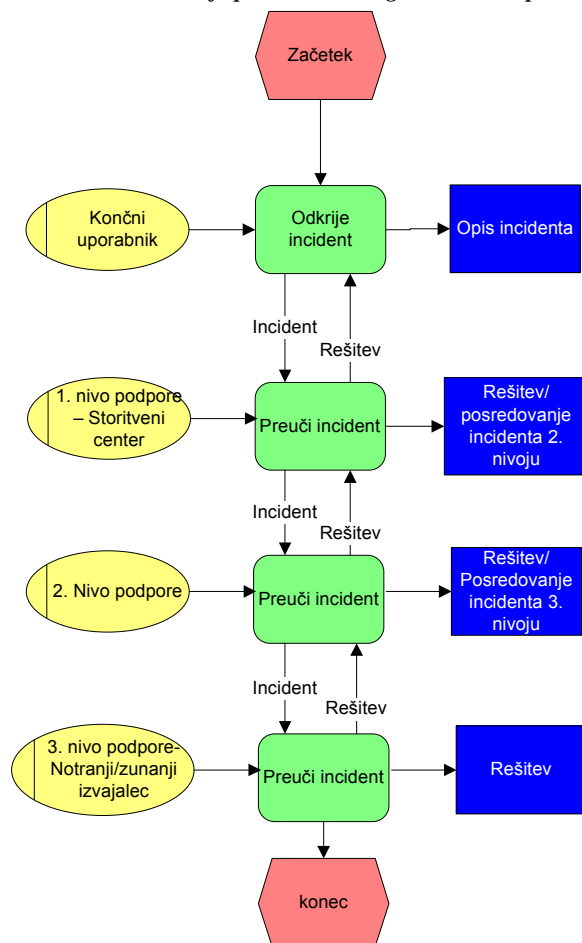 Začetek
Končni
uporabnik
Odkrije
incident
Opis incidenta
Incident
Rešitev
1. nivo podpore
– Storitveni
center
Preuči incident
Rešitev/
posredovanje
incidenta 2.
nivoju
Incident
Rešitev
2. Nivo podpore
Preuči incident
Rešitev/
Posredovanje
incidenta 3.
nivoju
Incident
Rešitev
3. nivo podpore-
Notranji/zunanji
izvajalec
Preuči incident
Rešitev
konec